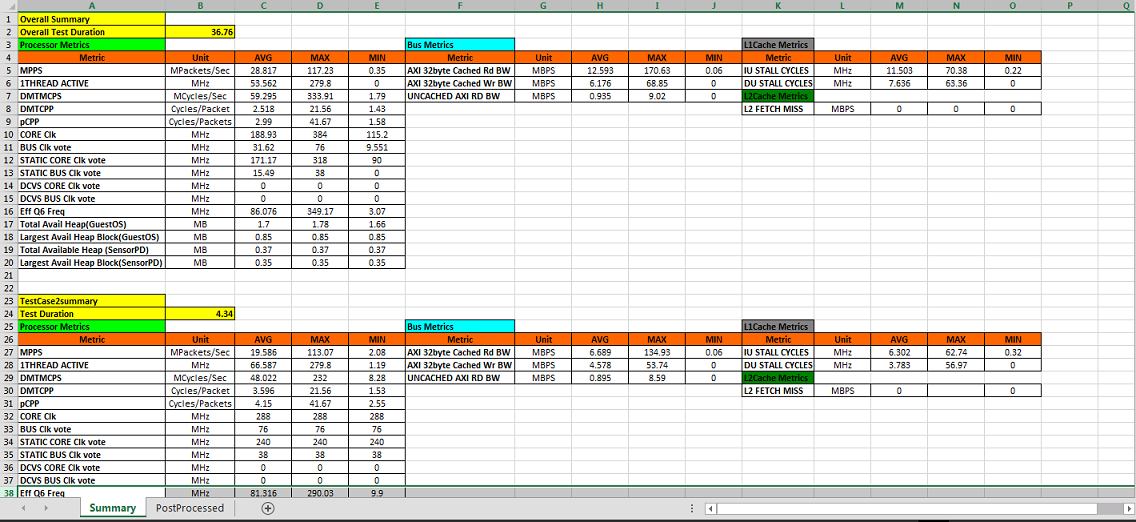 A B C D E F G H I J K L M N O P Q
1 Overall Summary
2 Overall Test Duration 36.76
3 Processor Metrics Bus Metrics L1Cache Metrics
4 Metric Unit AVG MAX MIN Metric Unit AVG MAX MIN Metric Unit AVG MAX MIN
5 MPPS MPackets/Sec 28.817 117.23 0.35 AXI 32byte Cached Rd BW MBPS 12.593 170.63 0.06 IU STALL CYCLES MHz 11.503 70.38 0.22
6 1THREAD ACTIVE MHz 53.562 279.8 0 AXI 32byte Cached Wr BW MBPS 6.176 68.85 0 DU STALL CYCLES MHz 7.636 63.36 0
7 DMTMCPS MCycles/Sec 59.295 333.91 1.79 UNCACHED AXI RD BW MBPS 0.935 9.02 0 L2Cache Metrics
8 DMTCPP Cycles/Packet 2.518 21.56 1.43 L2 FETCH MISS MBPS 0 0 0
9 pCPP Cycles/Packets 2.99 41.67 1.58
10 CORE Clk MHz 188.93 384 115.2
11 BUS Clk vote MHz 31.62 76 9.551
12 STATIC CORE Clk vote MHz 171.17 318 90
13 STATIC BUS Clk vote MHz 15.49 38 0
14 DCVS CORE Clk vote MHz 0 0 0
15 DCVS BUS Clk vote MHz 0 0 0
16 Eff Q6 Freq MHz 86.076 349.17 3.07
17 Total Avail Heap(GuestOS) MB 1.7 1.78 1.66
18 Largest Avail Heap Block(GuestOS) MB 0.85 0.85 0.85
19 Total Available Heap (SensorPD) MB 0.37 0.37 0.37
20 Largest Avail Heap Block(SensorPD) MB 0.35 0.35 0.35
21
22
23 TestCase2summary
24 Test Duration 4.34
25 Processor Metrics Bus Metrics L1Cache Metrics
26 Metric Unit AVG MAX MIN Metric Unit AVG MAX MIN Metric Unit AVG MAX MIN
27 MPPS MPackets/Sec 19.586 113.07 2.08 AXI 32byte Cached Rd BW MBPS 6.689 134.93 0.06 IU STALL CYCLES MHz 6.302 62.74 0.32
28 1THREAD ACTIVE MHz 66.587 279.8 1.19 AXI 32byte Cached Wr BW MBPS 4.578 53.74 0 DU STALL CYCLES MHz 3.783 56.97 0
29 DMTMCPS MCycles/Sec 48.022 232 8.28 UNCACHED AXI RD BW MBPS 0.895 8.59 0 L2Cache Metrics
30 DMTCPP Cycles/Packet 3.596 21.56 1.53 L2 FETCH MISS MBPS 0 0
31 pCPP Cycles/Packets 4.15 41.67 2.55
32 CORE Clk MHz 288 288 288
33 BUS Clk vote MHz 76 76 76
34 STATIC CORE Clk vote MHz 240 240 240
35 STATIC BUS Clk vote MHz 38 38 38
36 DCVS CORE Clk vote MHz 0 0 0
37 DCVS BUS Clk vote MHz 0 0 0
38 Eff Q6 Freq MHz 81.316 290.03 9.9
Summary PostProcessed